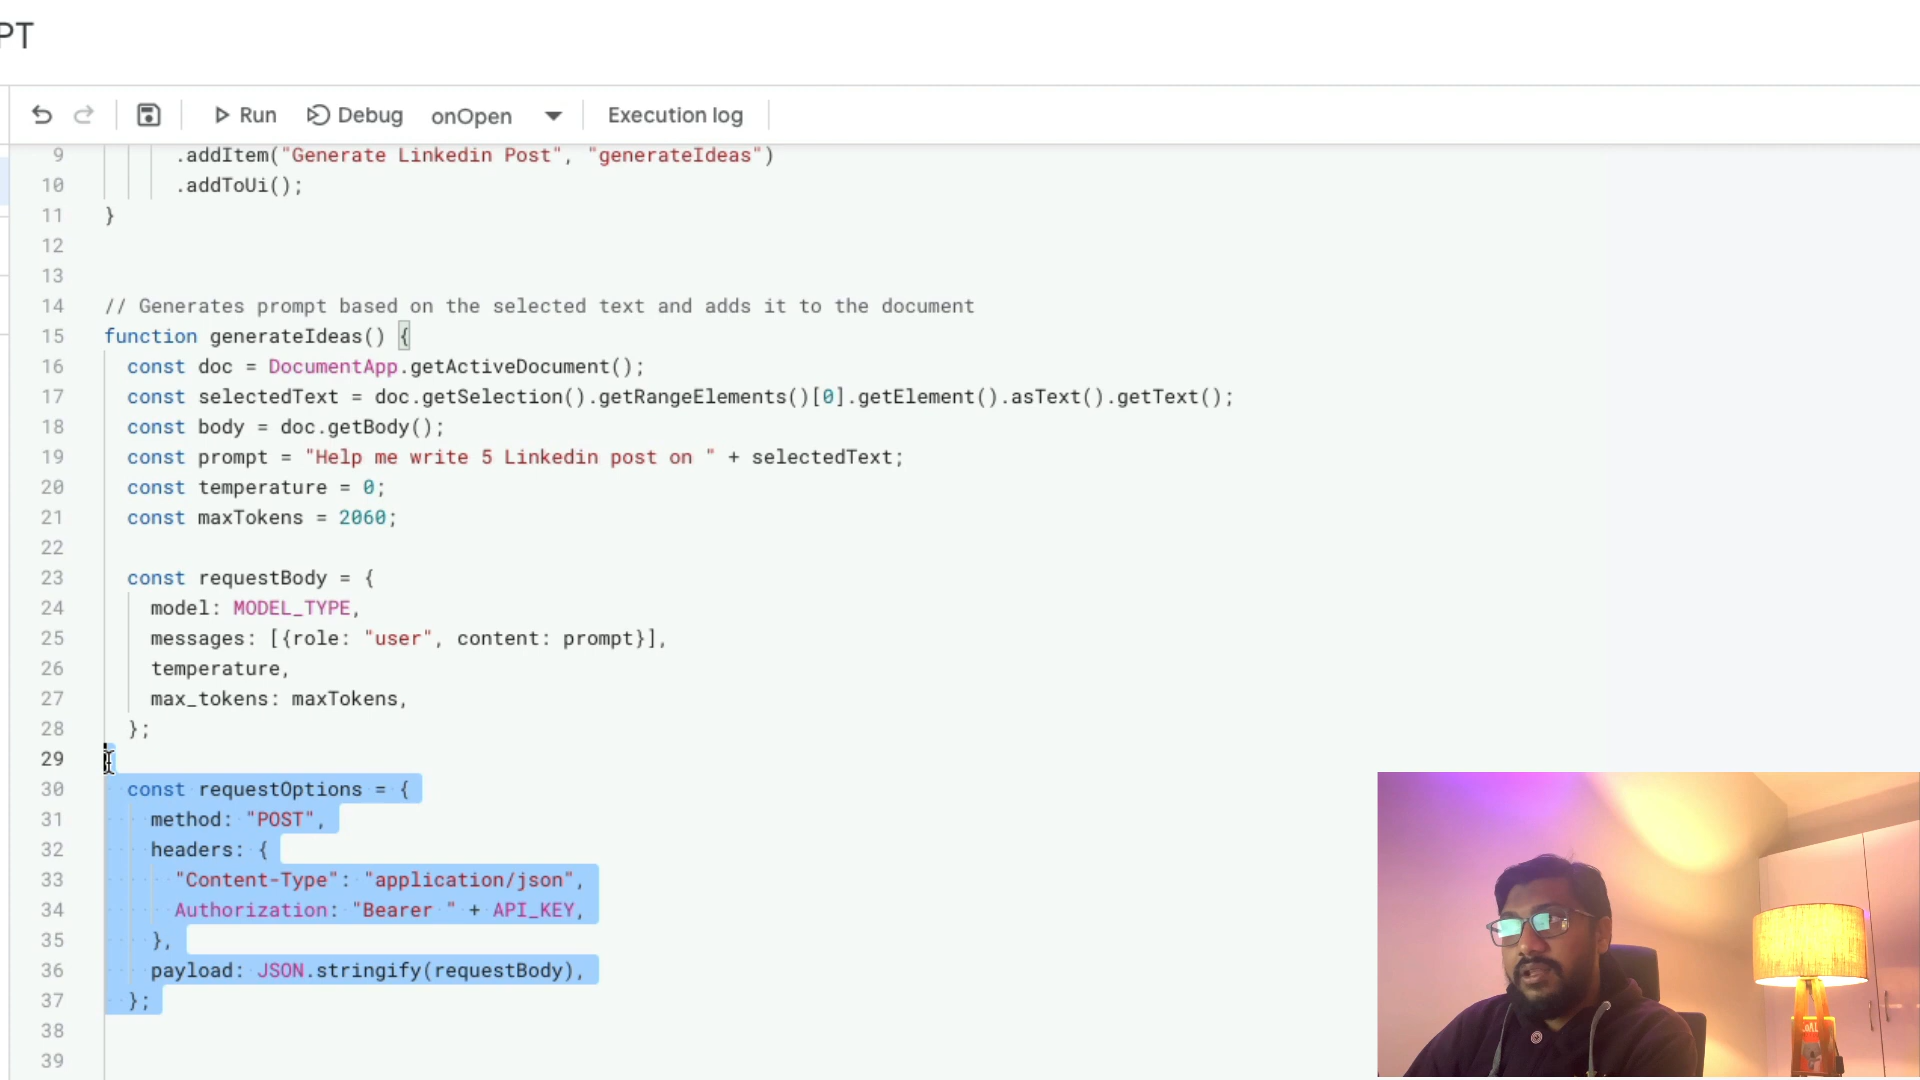 PT
Run Debug onOpen Execution log
9 .addItem("Generate Linkedin Post", "generateIdeas")
10 .addToUi();
11 }
12
13
14 // Generates prompt based on the selected text and adds it to the document
15 function generateIdeas() {
16 const doc = DocumentApp.getActiveDocument();
17 const selectedText = doc.getSelection().getRangeElements()[0].getElement().asText().getText();
18 const body = doc.getBody();
19 const prompt = "Help me write 5 Linkedin post on " + selectedText;
20 const temperature = 0;
21 const maxTokens = 2060;
22
23 const requestBody = {
24 model: MODEL_TYPE,
25 messages: [{role: "user", content: prompt}],
26 temperature,
27 max_tokens: maxTokens,
28 };
29
30 const requestOptions = {
31 method: "POST",
32 headers: {
33 "Content-Type": "application/json",
34 Authorization: "Bearer " + API_KEY,
35 },
36 payload: JSON.stringify(requestBody),
37 };
38
39